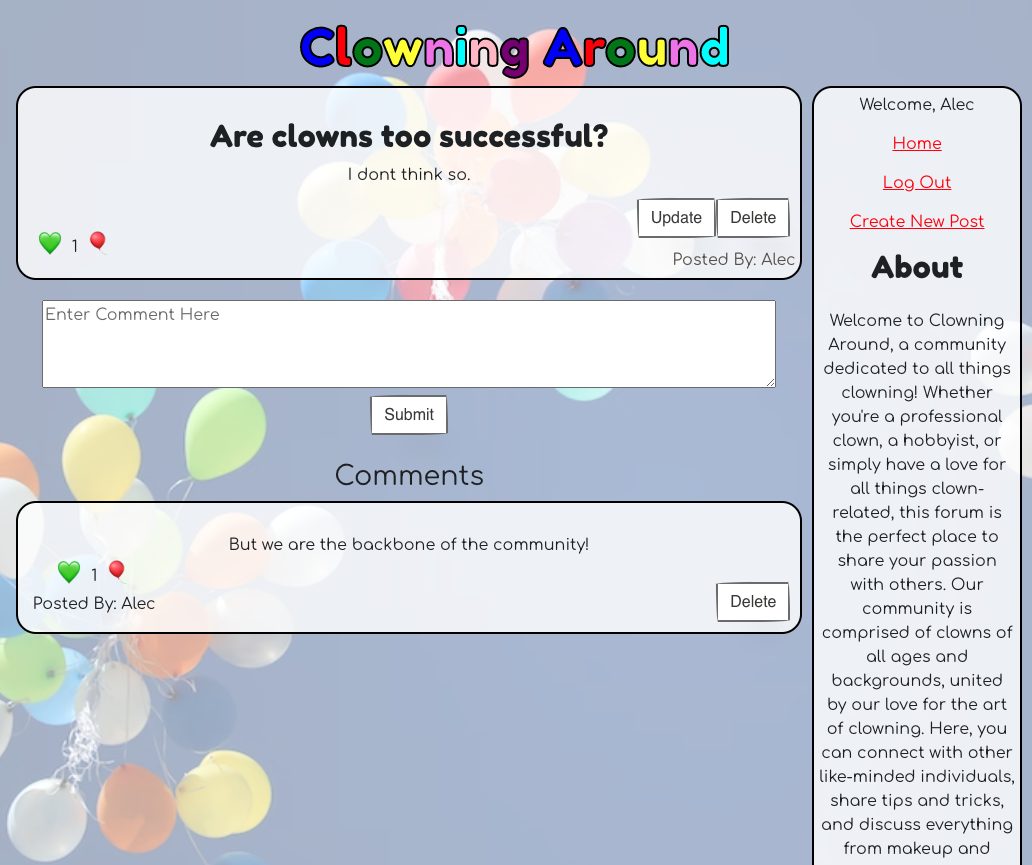 Clowning Around
Are clowns too successful?
I dont think so.
Update
Delete
1
Posted By: Alec
Enter Comment Here
Submit
Comments
But we are the backbone of the community!
1
Posted By: Alec
Delete
Welcome, Alec
Home
Log Out
Create New Post
About
Welcome to Clowning
Around, a community
dedicated to all things
clowning! Whether
you're a professional
clown, a hobbyist, or
simply have a love for
all things clown-
related, this forum is
the perfect place to
share your passion
with others. Our
community is
comprised of clowns of
all ages and
backgrounds, united
by our love for the art
of clowning. Here, you
can connect with other
like-minded individuals,
share tips and tricks,
and discuss everything
from makeup and